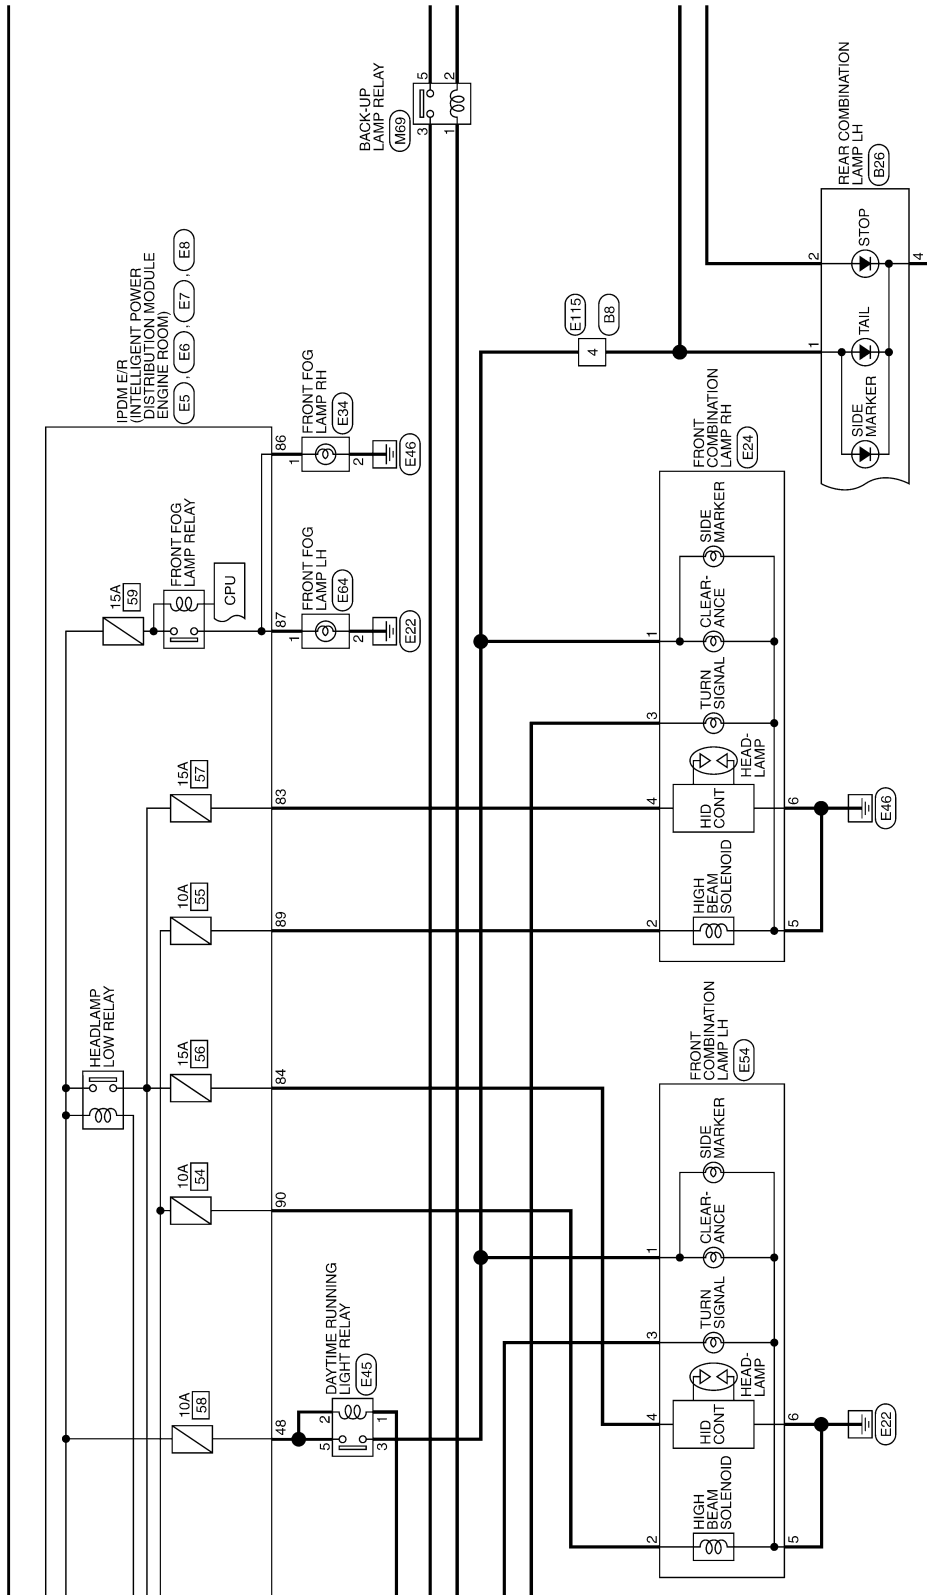 BACK-UP
LAMP RELAY
M69
5
2
3
1
IPDM E/R
(INTELLIGENT POWER
DISTRIBUTION MODULE
ENGINE ROOM)
E5 , E6 , E7 , E8
REAR COMBINATION
LAMP LH
B26
2
STOP
4
1
TAIL
SIDE
MARKER
E115
B8
4
86
1
FRONT FOG
LAMP RH
E34
2
E46
FRONT FOG
LAMP RELAY
15A
59
CPU
87
1
FRONT FOG
LAMP LH
E64
2
E22
FRONT
COMBINATION
LAMP RH
E24
SIDE
MARKER
1
CLEAR-
ANCE
3
TURN
SIGNAL
HEAD-
LAMP
15A
57
83
4
HID
CONT
6
E46
10A
55
89
2
HIGH
BEAM
SOLENOID
5
HEADLAMP
LOW RELAY
15A
56
84
10A
54
90
FRONT
COMBINATION
LAMP LH
E54
SIDE
MARKER
1
CLEAR-
ANCE
3
TURN
SIGNAL
HEAD-
LAMP
4
HID
CONT
6
E22
2
HIGH
BEAM
SOLENOID
5
10A
58
48
DAYTIME RUNNING
LIGHT RELAY
E45
2
1
5
3